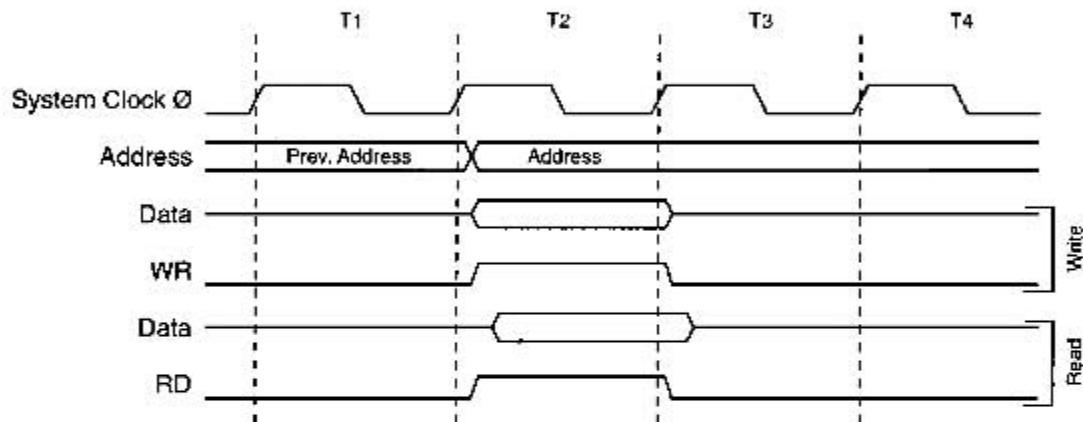 T1 T2 T3 T4
System Clock Ø
Address Prev. Address Address
Data
WR
Write
Data
RD
Read